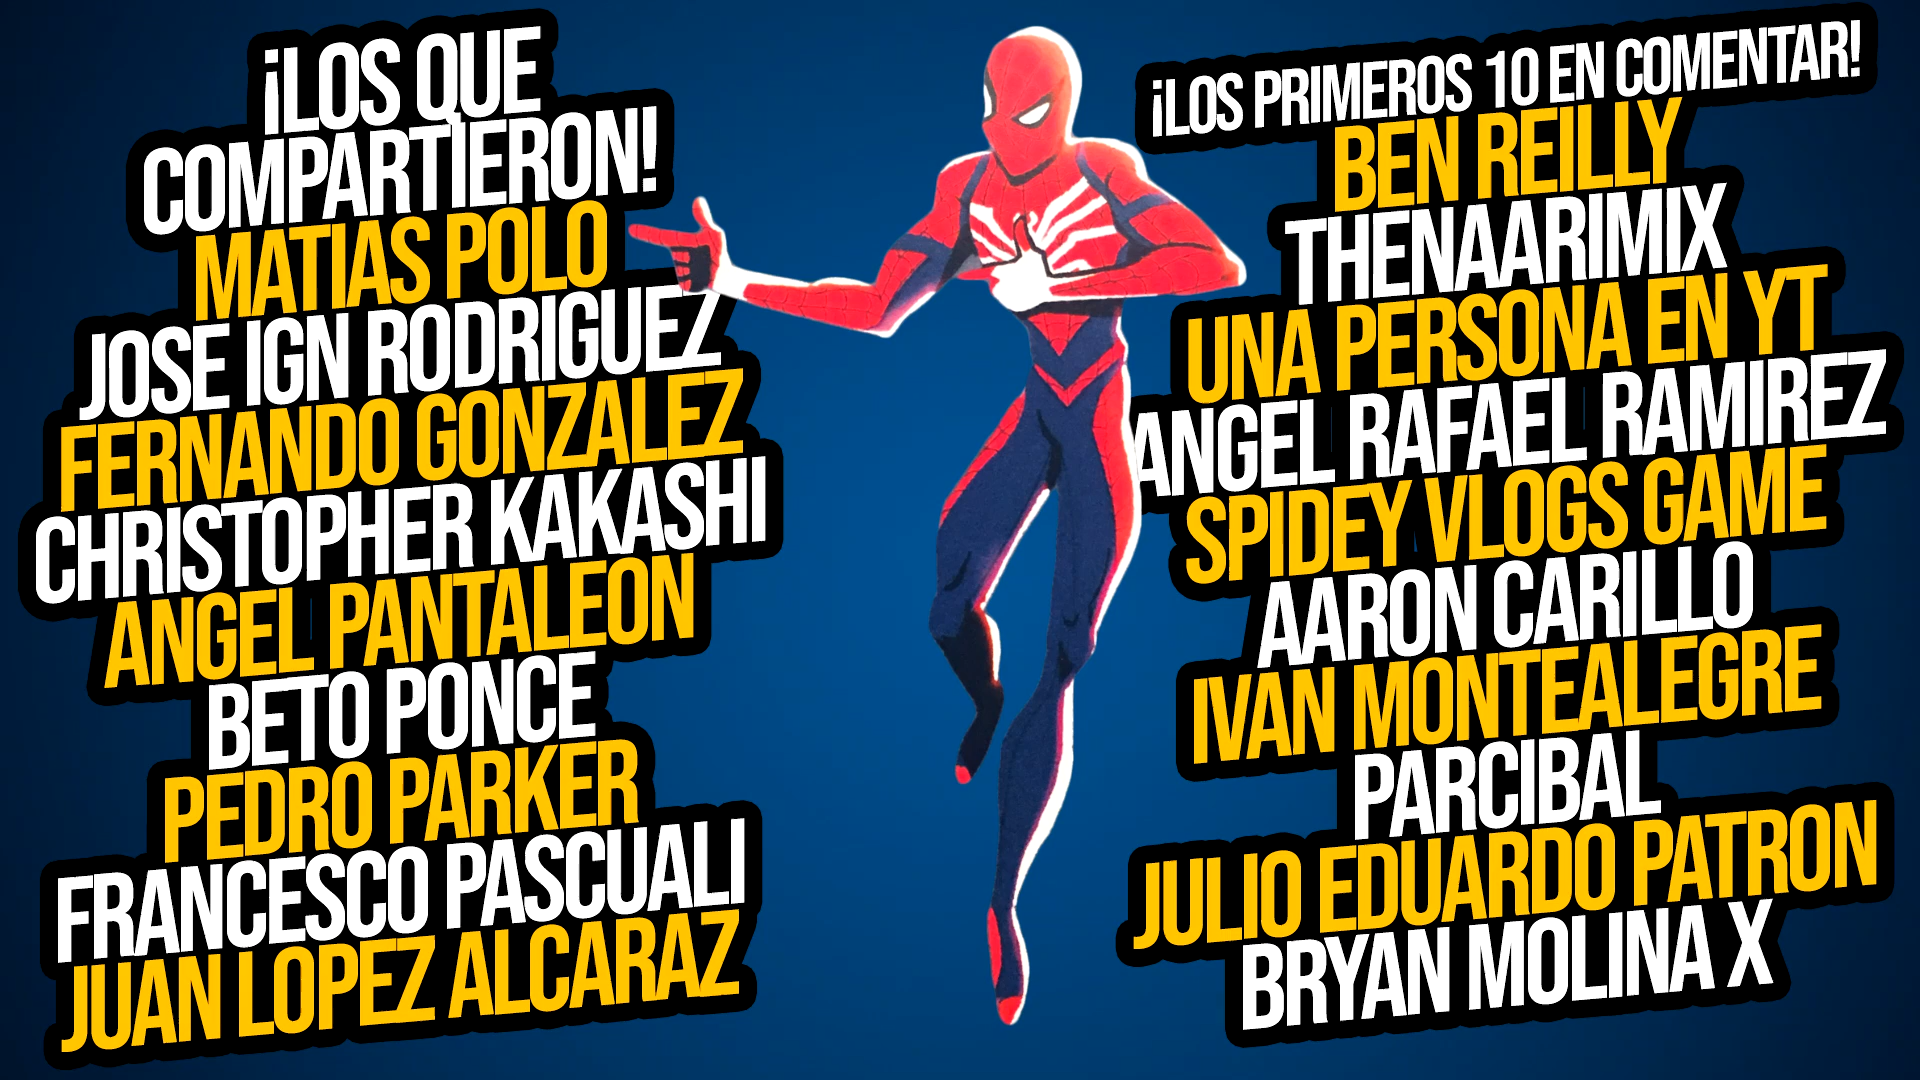 ¡LOS QUE
COMPARTIERON!
MATIAS POLO
JOSE IGN RODRIGUEZ
FERNANDO GONZALEZ
CHRISTOPHER KAKASHI
ANGEL PANTALEON
BETO PONCE
PEDRO PARKER
FRANCESCO PASCUALI
JUAN LOPEZ ALCARAZ
¡LOS PRIMEROS 10 EN COMENTAR!
BEN REILLY
THENAARIMIX
UNA PERSONA EN YT
ANGEL RAFAEL RAMIREZ
SPIDEY VLOGS GAME
AARON CARILLO
IVAN MONTEALEGRE
PARCIBAL
JULIO EDUARDO PATRON
BRYAN MOLINA X